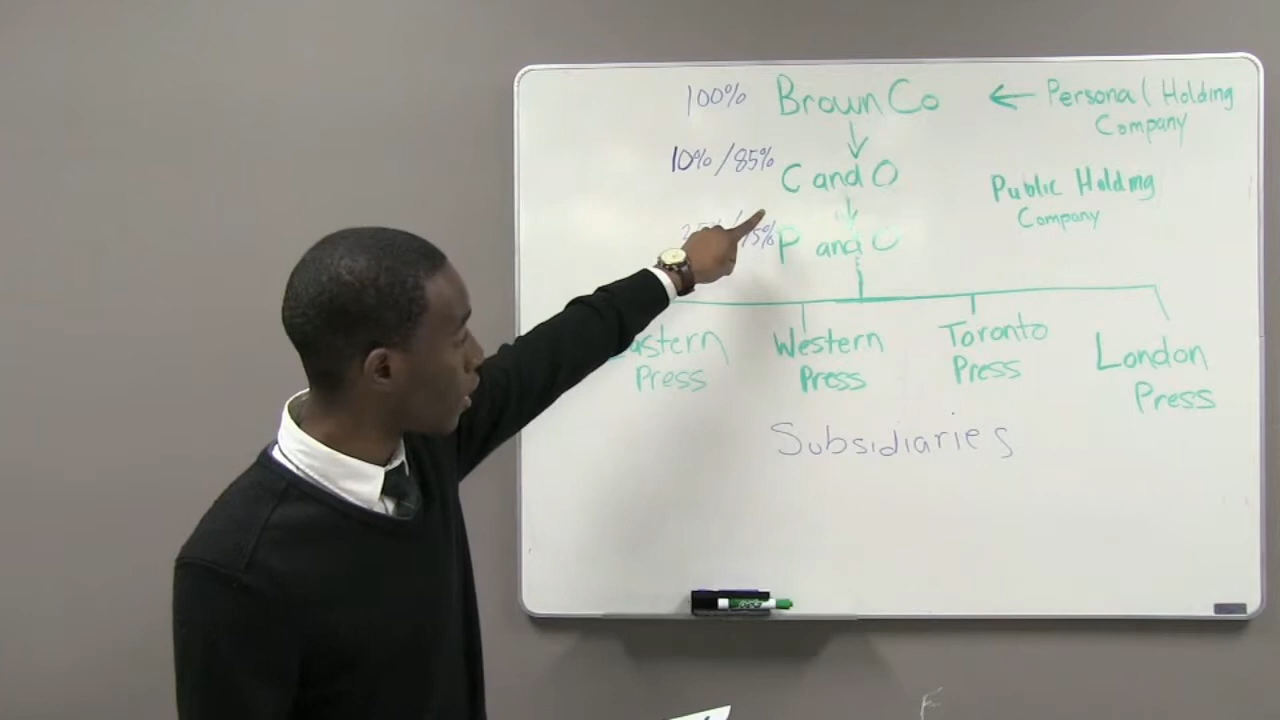 100% Brown Co ← Personal Holding
Company
10%/85% C and O Public Holding
Company
P and O
Eastern Western Toronto London
Press Press Press Press
Subsidiaries